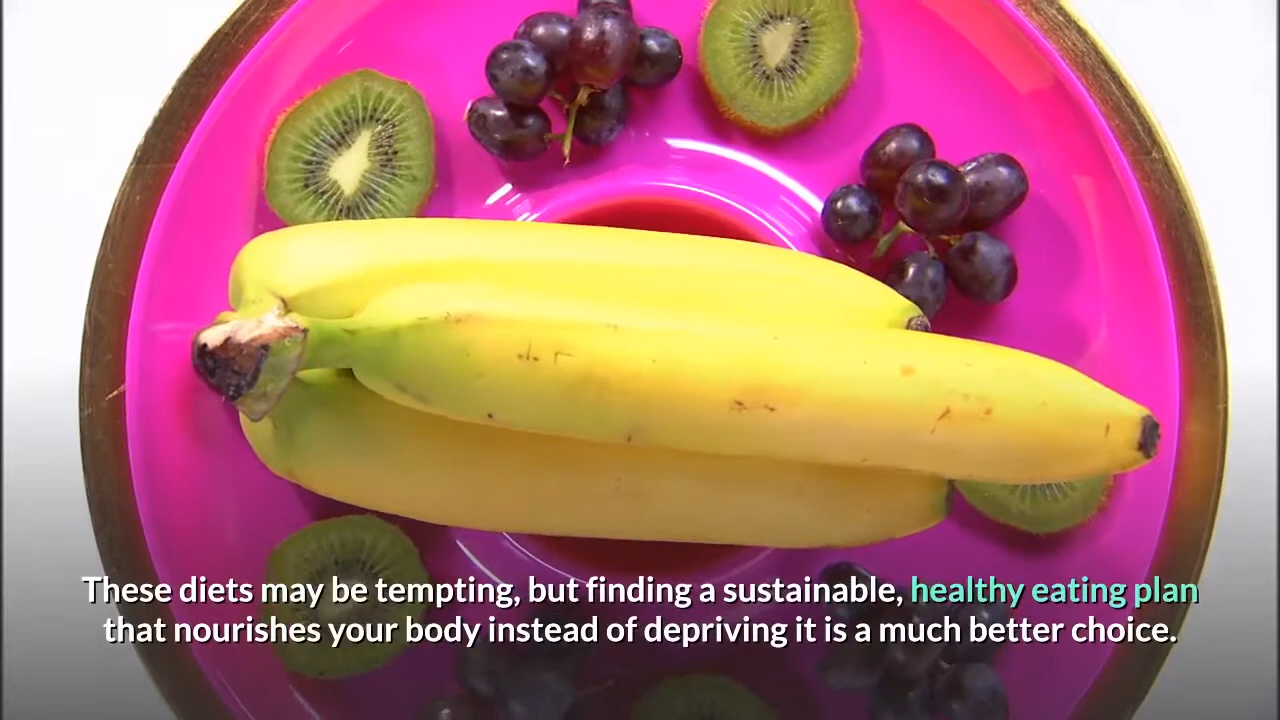 These diets may be tempting, but finding a sustainable, healthy eating plan
that nourishes your body instead of depriving it is a much better choice.